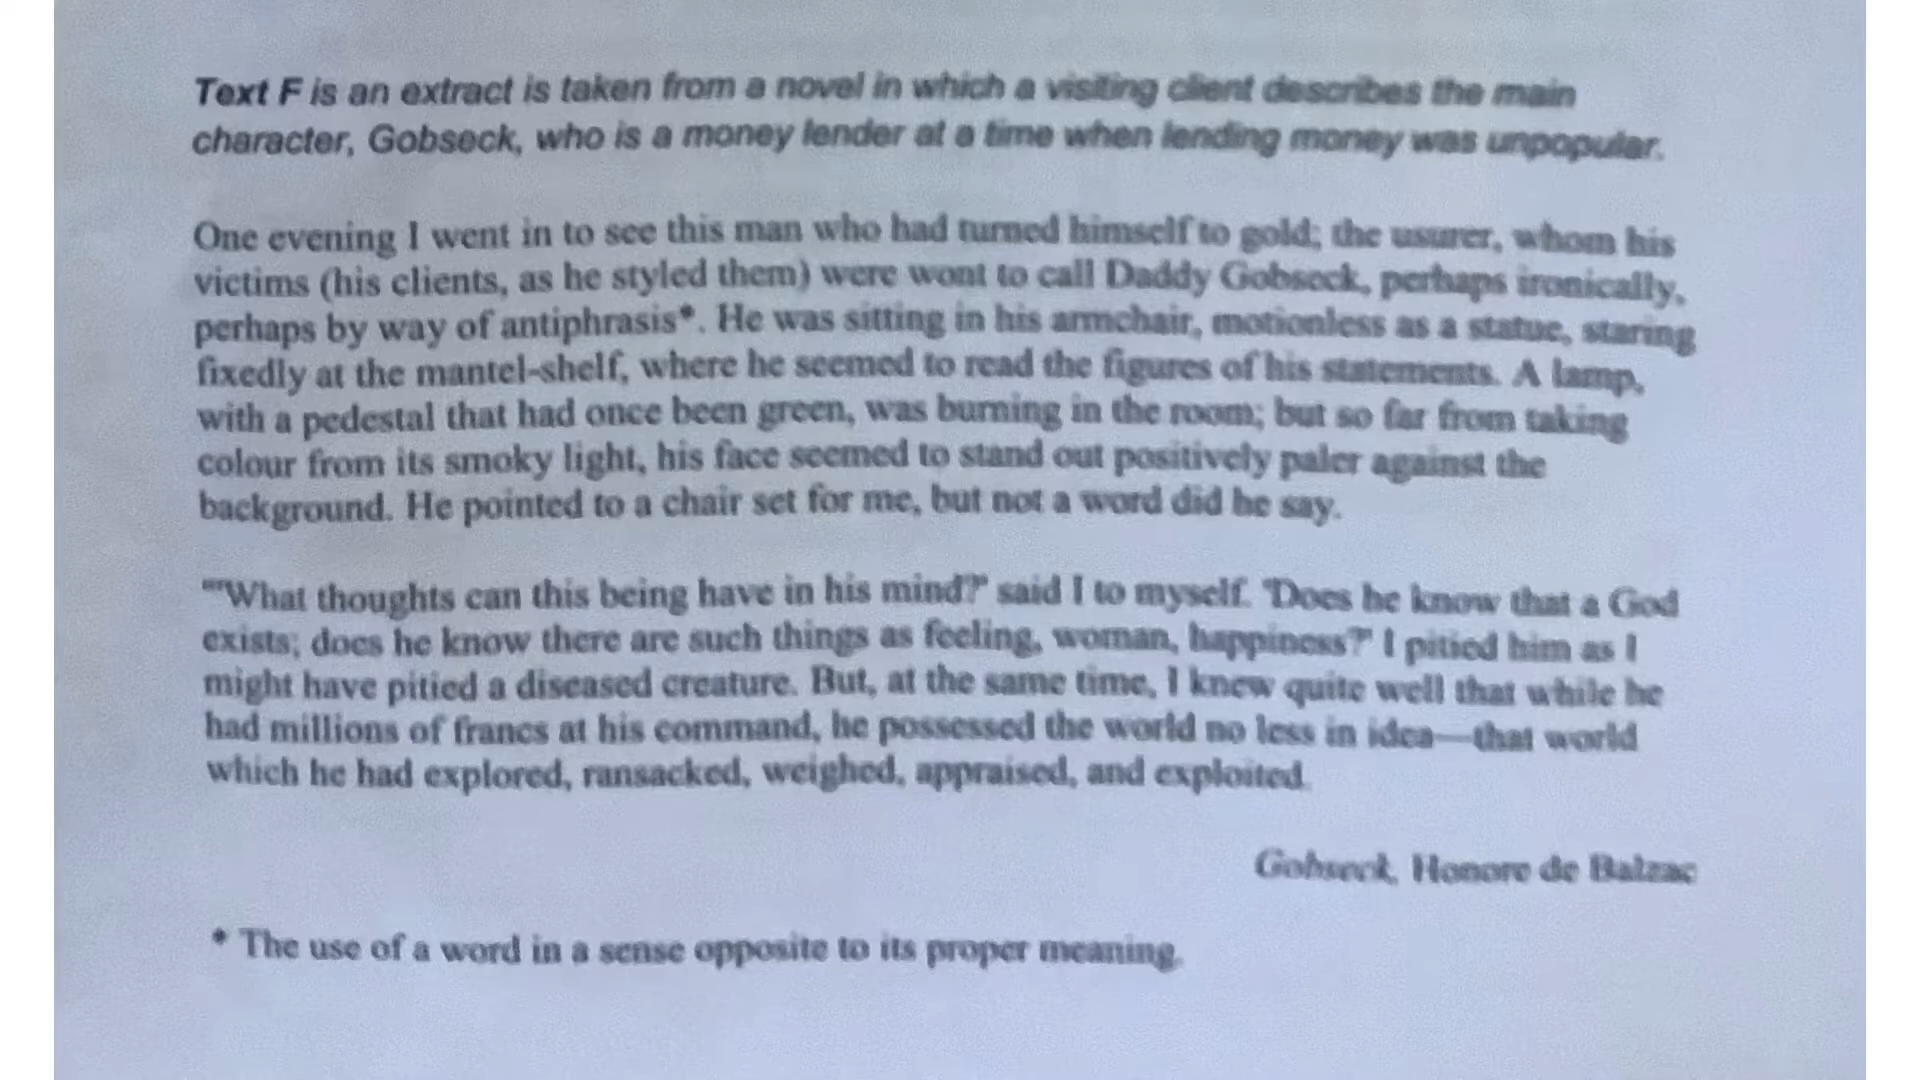 Text F is an extract is taken from a novel in which a visiting client describes the main
character, Gobseck, who is a money lender at a time when lending money was unpopular.
One evening I went in to see this man who had turned himself to gold; the usurer, whom his
victims (his clients, as he styled them) were wont to call Daddy Gobseck, perhaps ironically,
perhaps by way of antiphrasis*. He was sitting in his armchair, motionless as a statue, staring
fixedly at the mantel-shelf, where he seemed to read the figures of his statements. A lamp,
with a pedestal that had once been green, was burning in the room; but so far from taking
colour from its smoky light, his face seemed to stand out positively paler against the
background. He pointed to a chair set for me, but not a word did he say.
"'What thoughts can this being have in his mind?' said I to myself. 'Does he know that a God
exists; does he know there are such things as feeling, woman, happiness?' I pitied him as I
might have pitied a diseased creature. But, at the same time, I knew quite well that while he
had millions of francs at his command, he possessed the world no less in idea—that world
which he had explored, ransacked, weighed, appraised, and exploited.
Gobseck, Honore de Balzac
* The use of a word in a sense opposite to its proper meaning.